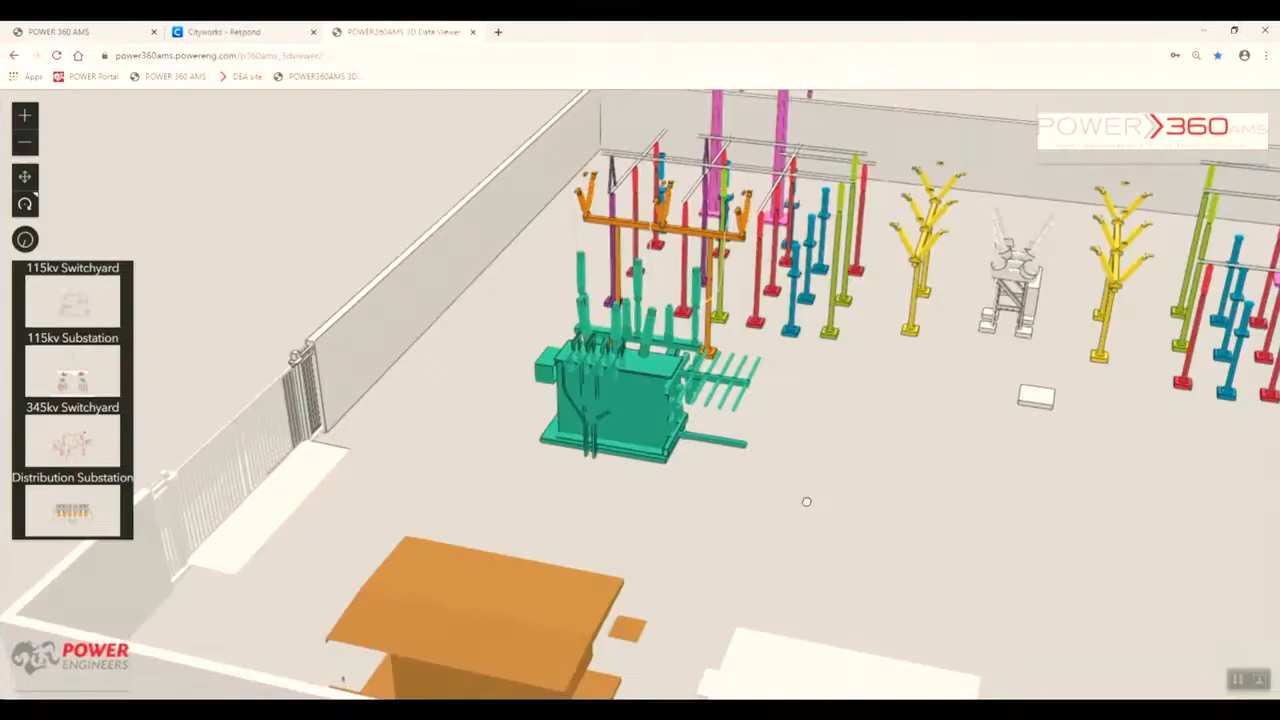 POWER 360 AMS
Cityworks - Respond
POWER360AMS 3D Data Viewer
power360ams.powereng.com/p360ams_3dviewer/
Apps
POWER Portal
POWER 360 AMS
DEA site
POWER360AMS 3D...
POWER 360 AMS
115kv Switchyard
115kv Substation
345kv Switchyard
Distribution Substation
POWER
ENGINEERS